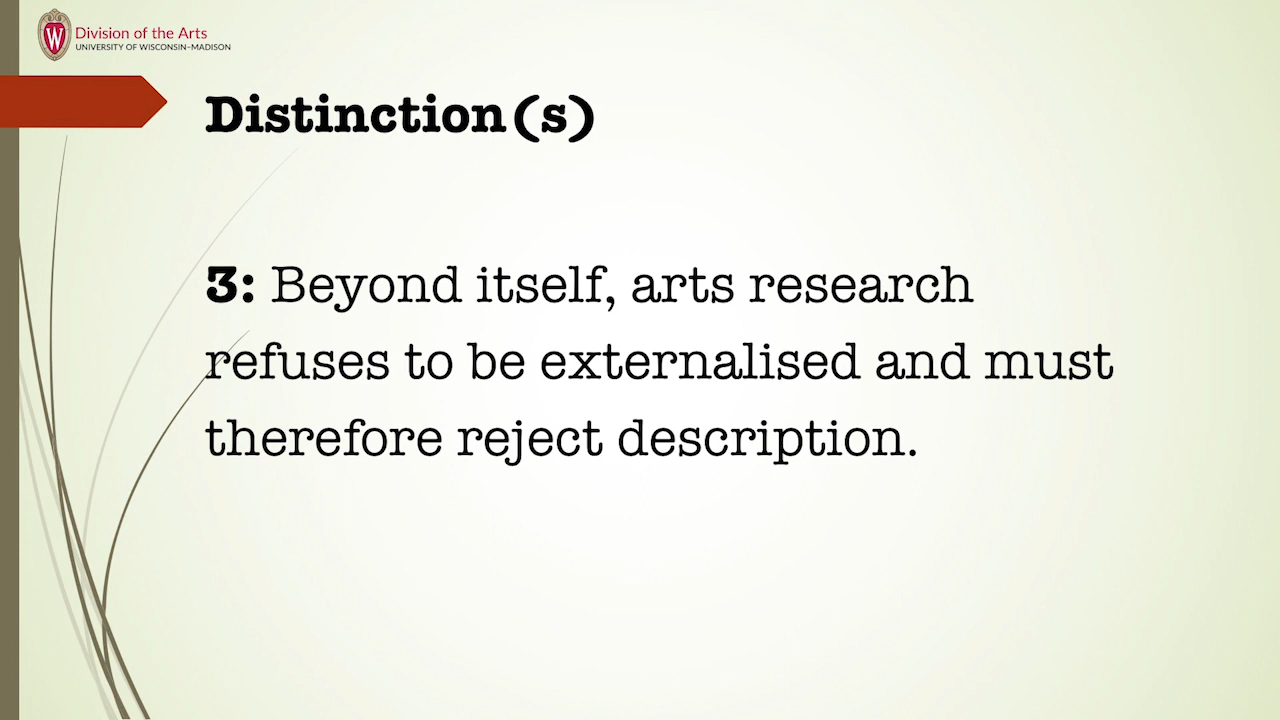 Division of the Arts
UNIVERSITY OF WISCONSIN–MADISON
Distinction(s)
3: Beyond itself, arts research
refuses to be externalised and must
therefore reject description.